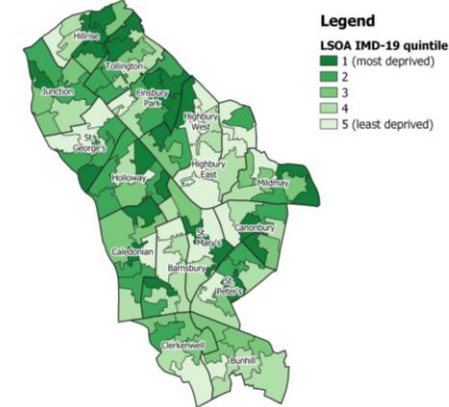 Legend
LSOA IMD-19 quintile
1 (most deprived)
2
3
4
5 (least deprived)
Hillrise
Tollington
Junction
Finsbury
Park
Highbury
West
St.
George's
Highbury
East
Holloway
Mildmay
St.
Mary's
Canonbury
Caledonian
Barnsbury
St.
Peter's
Clerkenwell
Bunhill